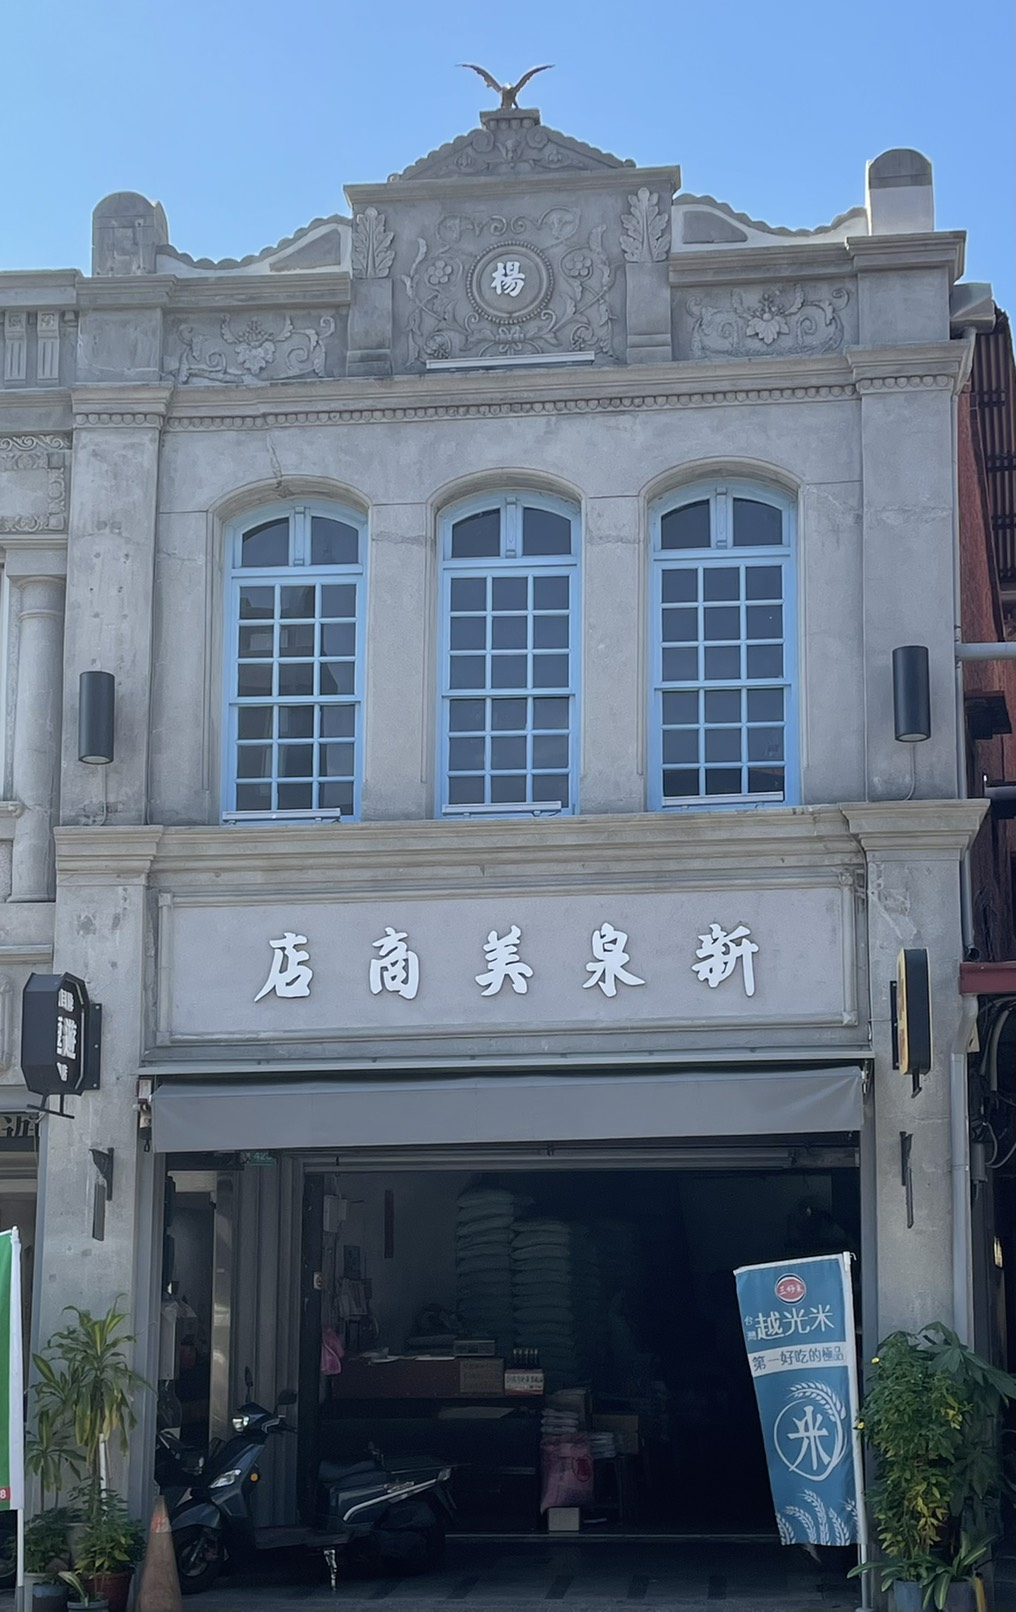 楊
新泉美商店
三好米
台灣越光米
第一好吃的極品
米